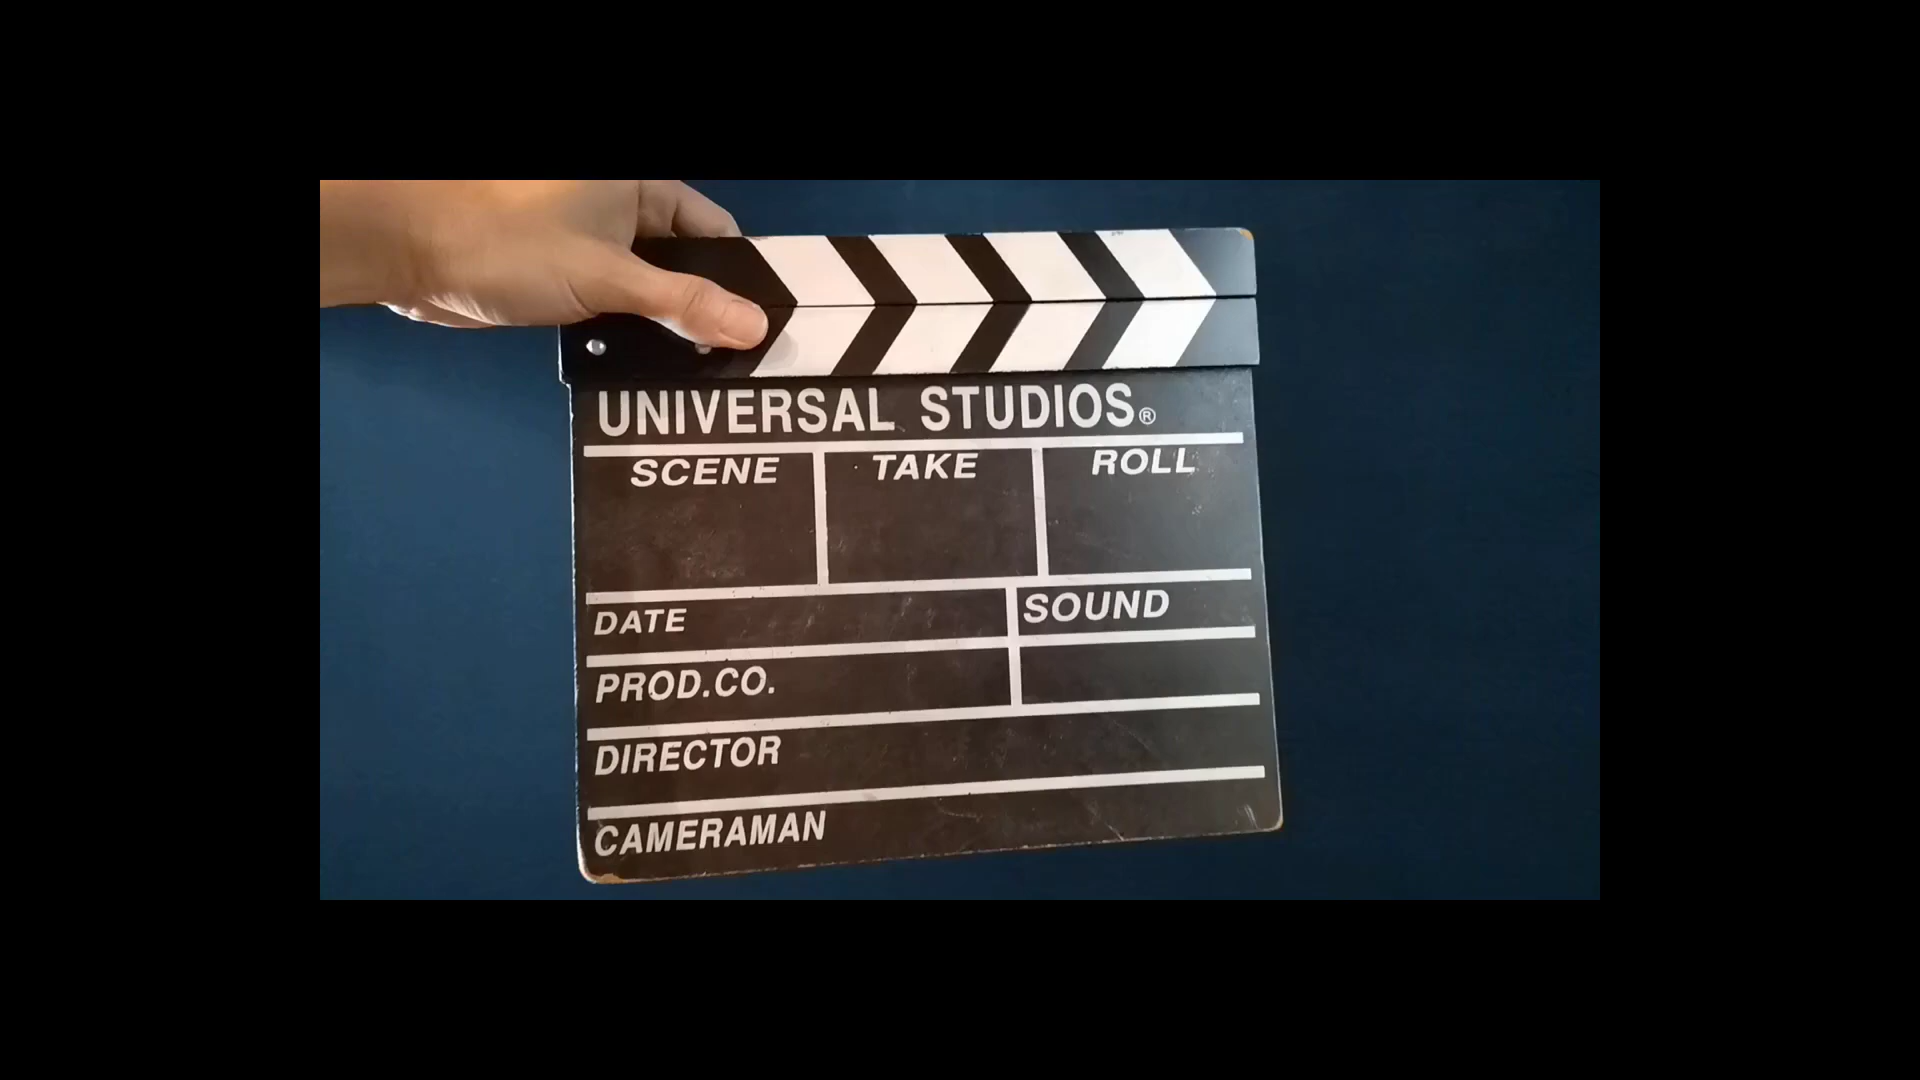 UNIVERSAL STUDIOS®
SCENE TAKE ROLL
DATE SOUND
PROD.CO.
DIRECTOR
CAMERAMAN